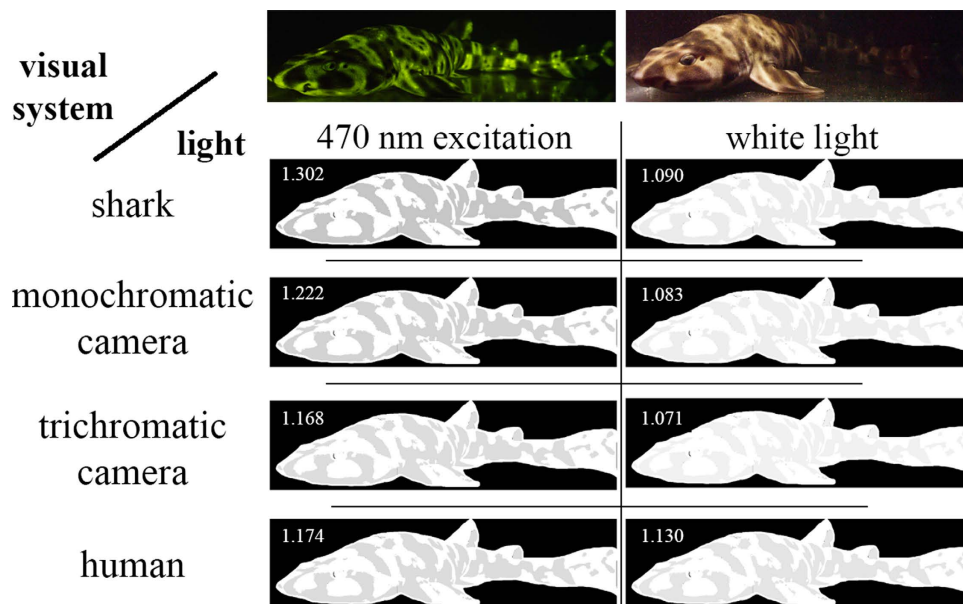 visual
system
light
470 nm excitation
white light
shark
1.302
1.090
monochromatic
camera
1.222
1.083
trichromatic
camera
1.168
1.071
human
1.174
1.130